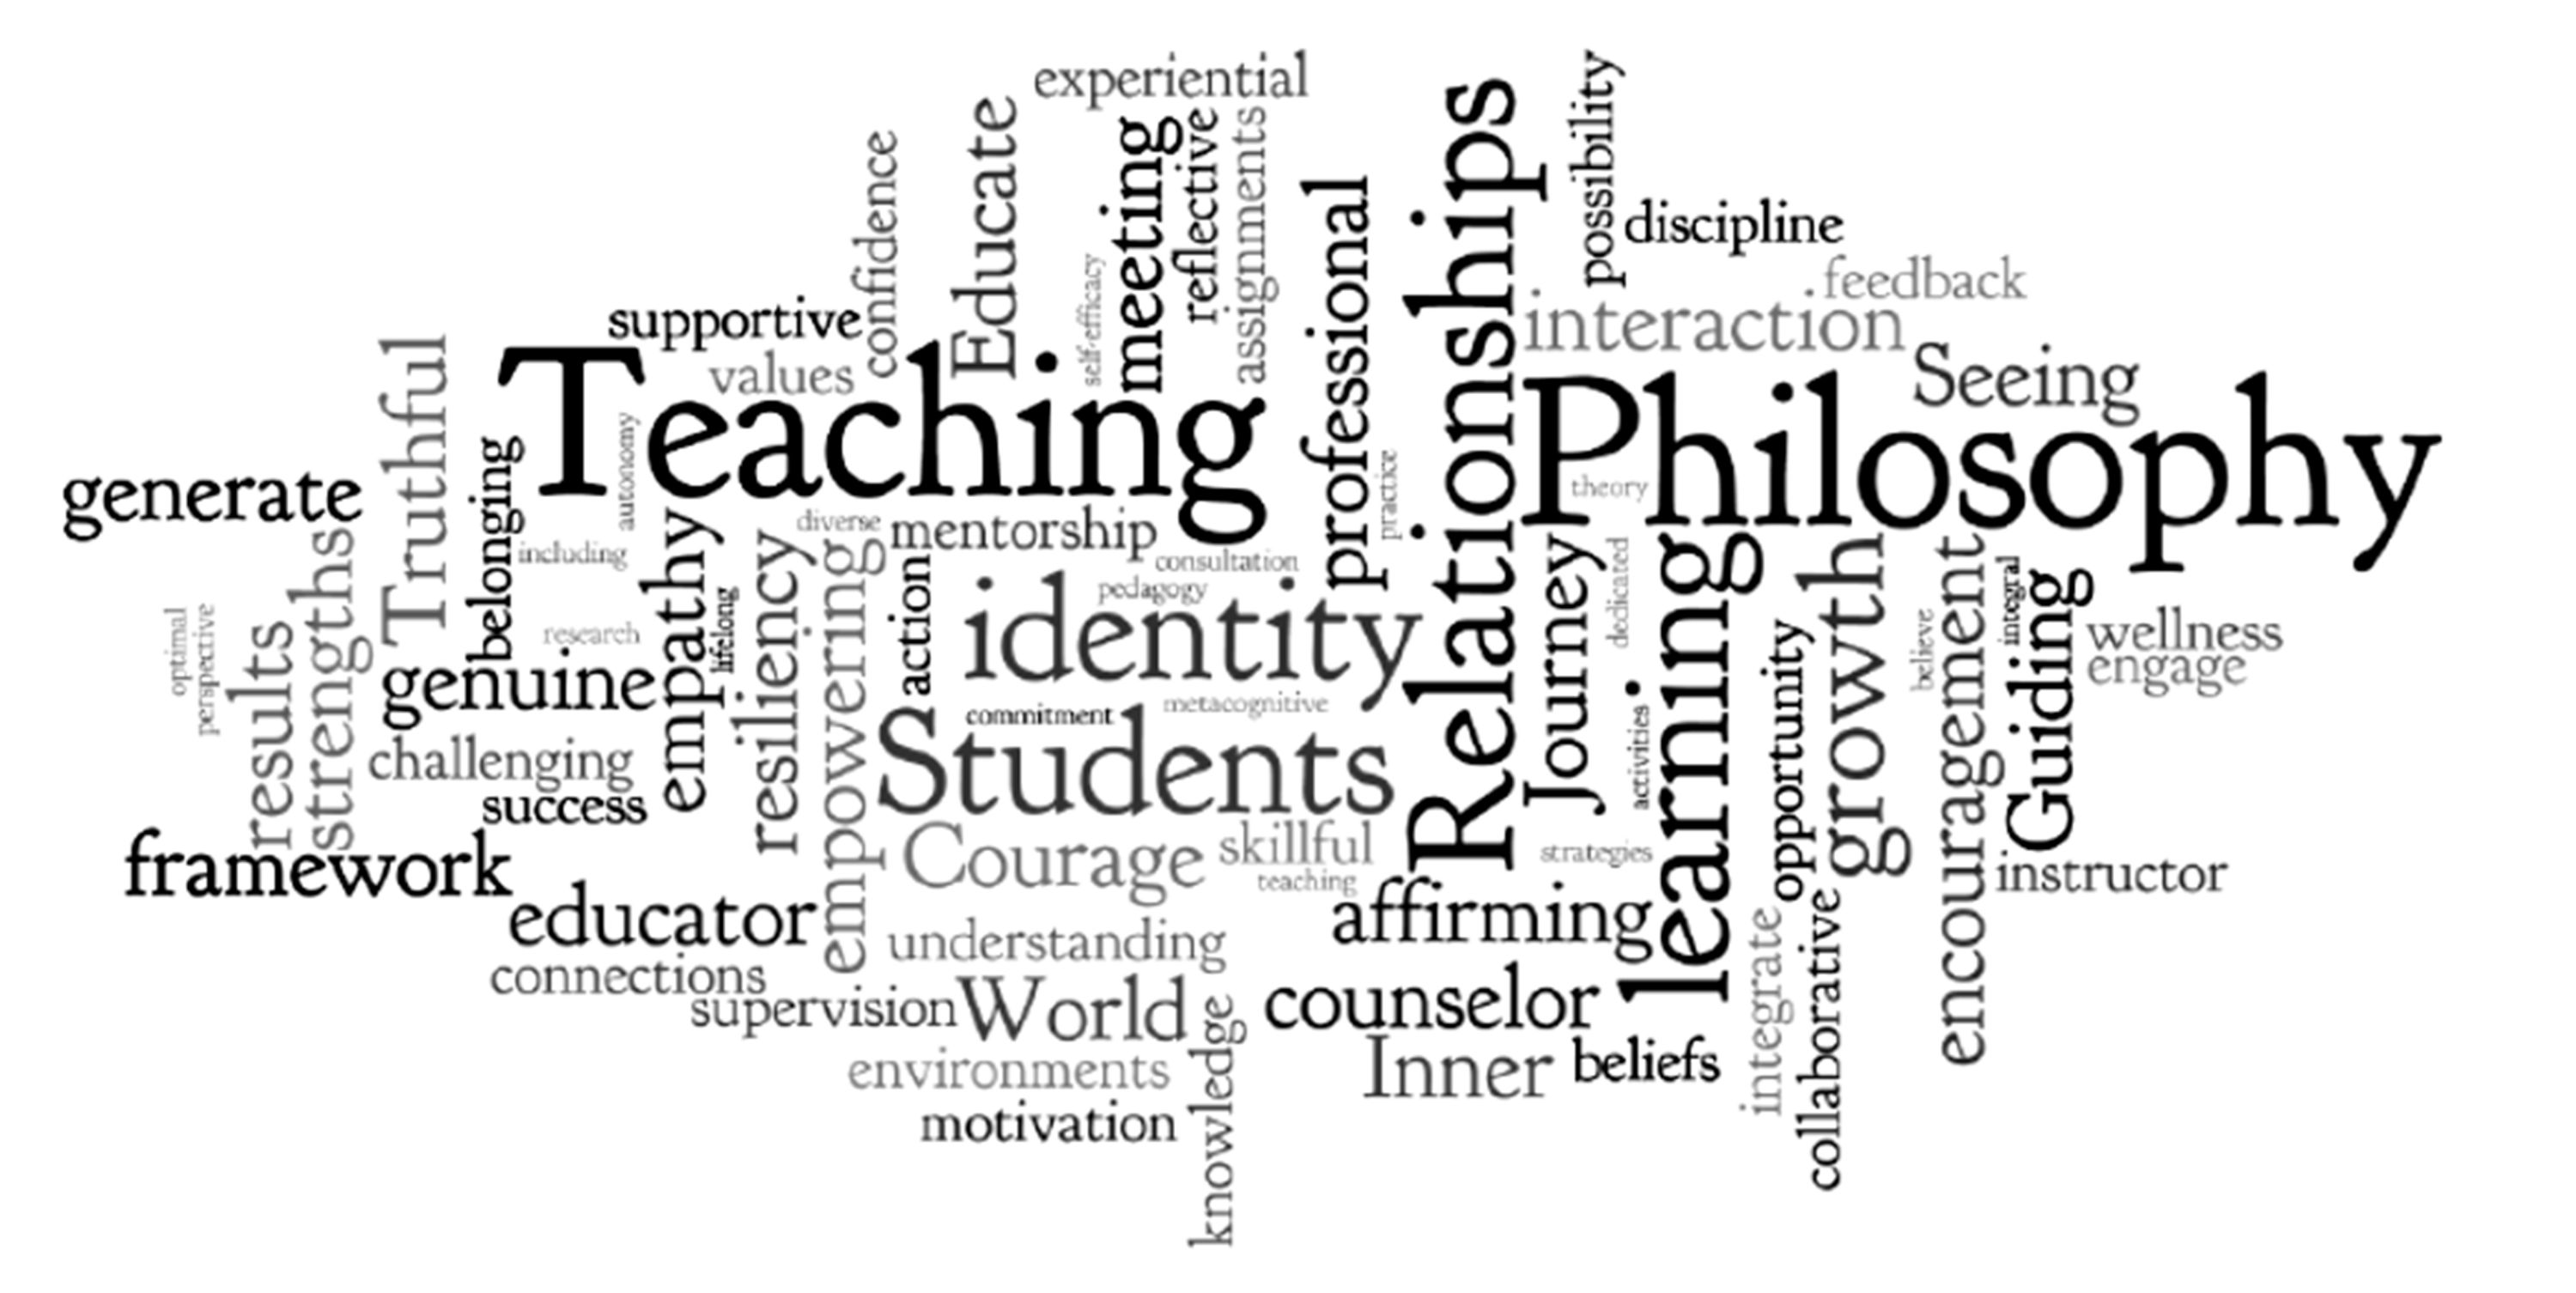 experiential
possibility
Relationships
Educate
confidence
meeting
reflective
assignments
professional
discipline
feedback
self-efficacy
interaction
supportive
values
Truthful
Teaching
Seeing
Philosophy
autonomy
belonging
generate
practice
theory
diverse
mentorship
including
consultation
empathy
resiliency
empowering
action
pedagogy
identity
Journey
dedicated
learning
growth
encouragement
integral
Guiding
strengths
optimal
perspective
results
research
lifelong
genuine
believe
wellness
engage
opportunity
commitment
metacognitive
activities
Students
challenging
success
Courage
skillful
teaching
strategies
framework
instructor
educator
affirming
understanding
connections
supervision
World
counselor
integrate
collaborative
knowledge
environments
Inner
beliefs
motivation